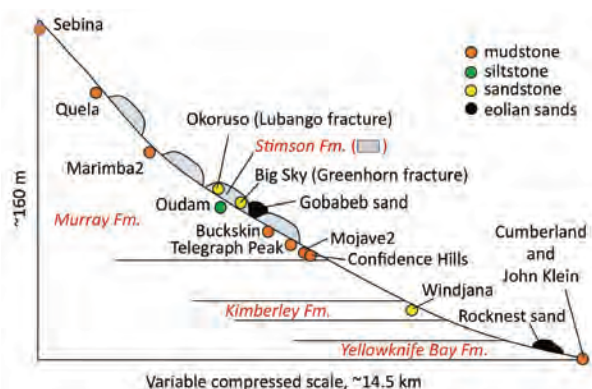 Sebina
mudstone
siltstone
sandstone
eolian sands
Quela
Okoruso (Lubango fracture)
Stimson Fm. ( )
Marimba2
Big Sky (Greenhorn fracture)
Oudam
Gobabeb sand
~160 m
Murray Fm.
Buckskin
Mojave2
Telegraph Peak
Confidence Hills
Cumberland
and
John Klein
Windjana
Kimberley Fm.
Rocknest sand
Yellowknife Bay Fm.
Variable compressed scale, ~14.5 km